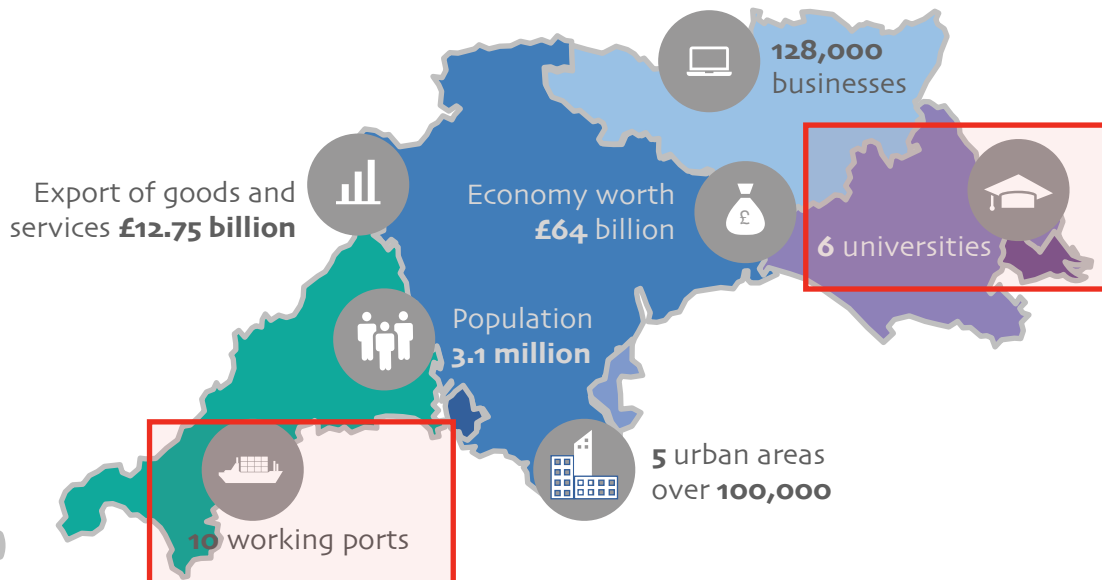 128,000
businesses
Export of goods and
services £12.75 billion
Economy worth
£64 billion
£
6 universities
Population
3.1 million
5 urban areas
over 100,000
10 working ports